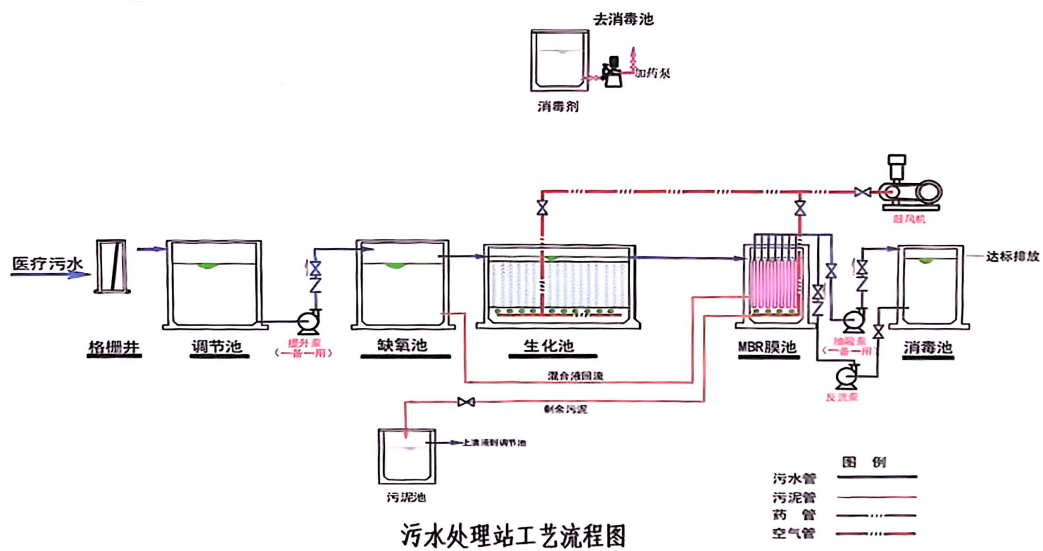 去消毒池
加药泵
消毒剂
鼓风机
医疗污水
达标排放
格栅井
调节池
提升泵
(一备一用)
缺氧池
生化池
MBR膜池
抽吸泵
(一备一用)
消毒池
反洗泵
混合液回流
剩余污泥
上清液到调节池
污泥池
图 例
污水管
污泥管
药 管
空气管
污水处理站工艺流程图